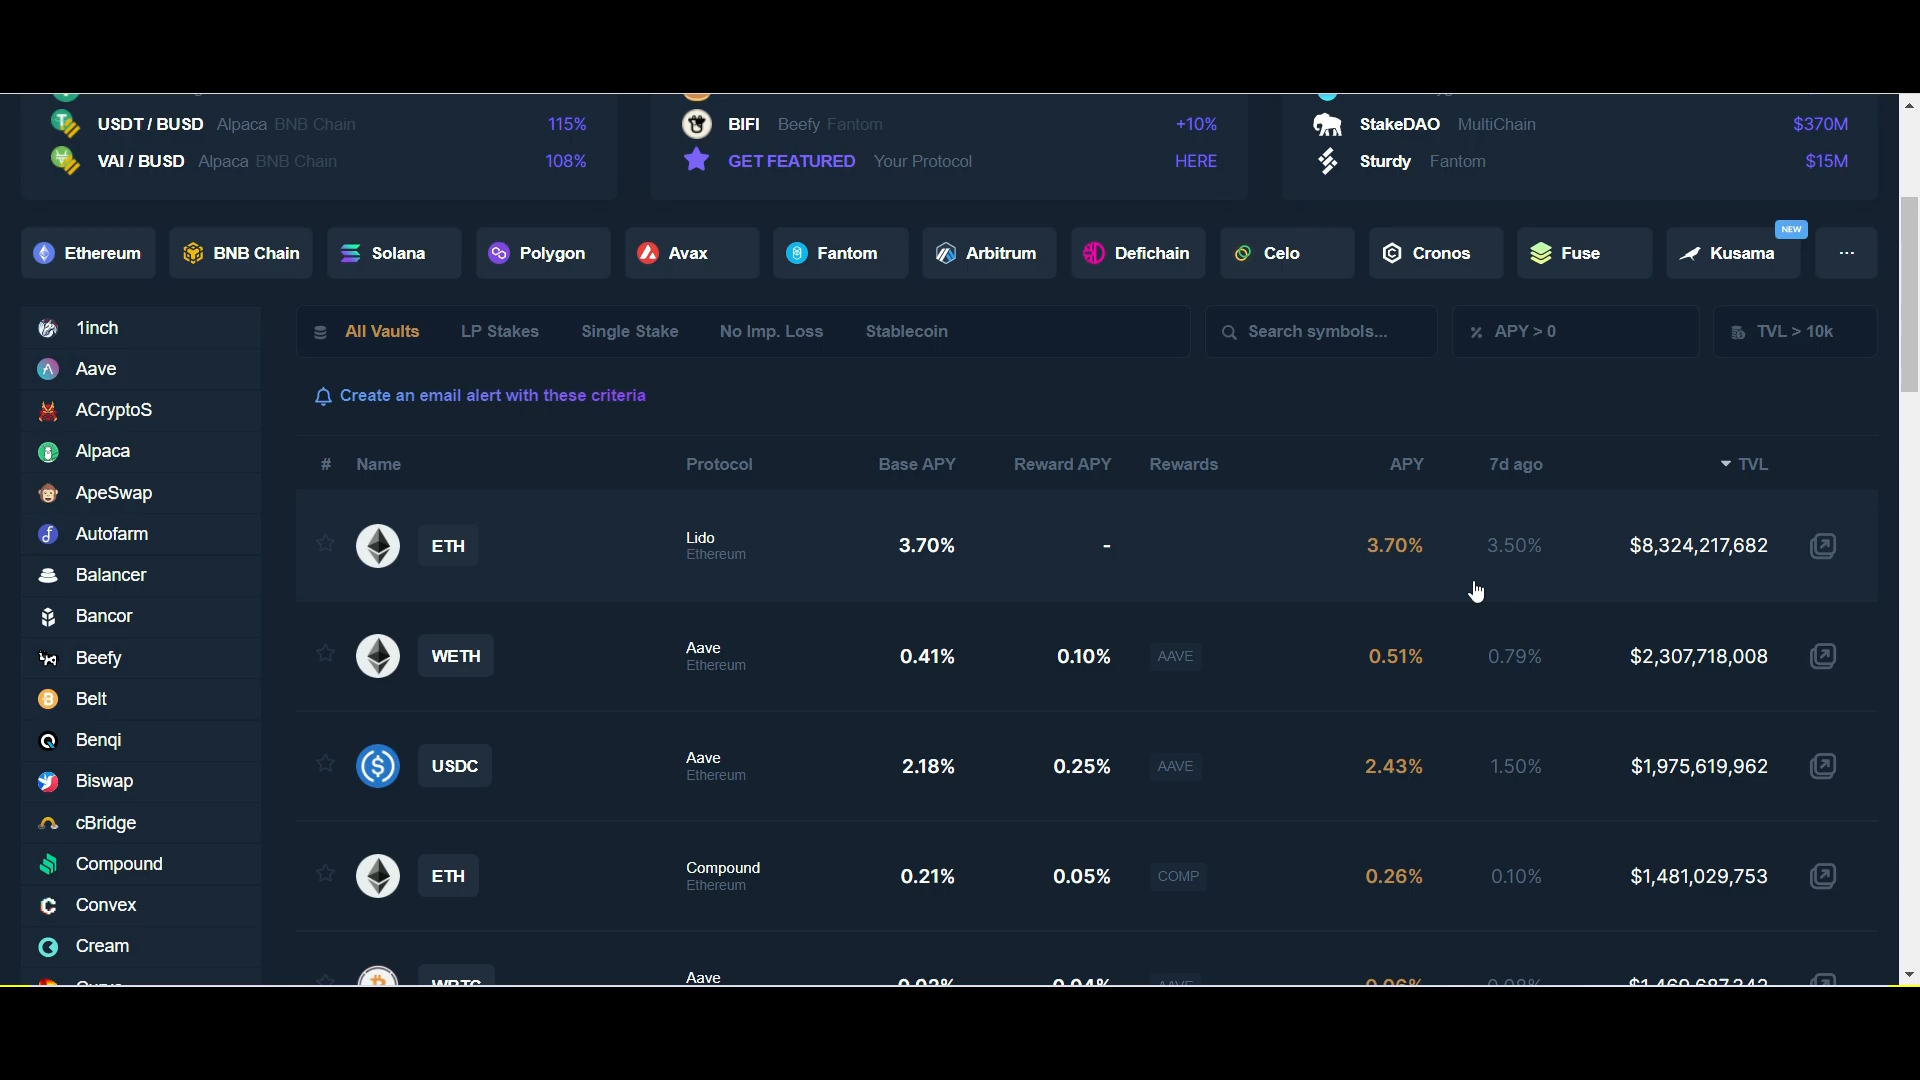 USDT / BUSD Alpaca BNB Chain 115%
VAI / BUSD Alpaca BNB Chain 108%
BIFI Beefy Fantom +10%
GET FEATURED Your Protocol HERE
StakeDAO MultiChain $370M
Sturdy Fantom $15M
NEW
Ethereum BNB Chain Solana Polygon Avax Fantom Arbitrum Defichain Celo Cronos Fuse Kusama ...
1inch
Aave
ACryptoS
Alpaca
ApeSwap
Autofarm
Balancer
Bancor
Beefy
Belt
Benqi
Biswap
cBridge
Compound
Convex
Cream
All Vaults LP Stakes Single Stake No Imp. Loss Stablecoin Search symbols... % APY > 0 TVL > 10k
Create an email alert with these criteria
# Name Protocol Base APY Reward APY Rewards APY 7d ago TVL
ETH Lido 3.70% - 3.70% 3.50% $8,324,217,682
Ethereum
WETH Aave 0.41% 0.10% AAVE 0.51% 0.79% $2,307,718,008
Ethereum
USDC Aave 2.18% 0.25% AAVE 2.43% 1.50% $1,975,619,962
Ethereum
ETH Compound 0.21% 0.05% COMP 0.26% 0.10% $1,481,029,753
Ethereum
WBTC Aave